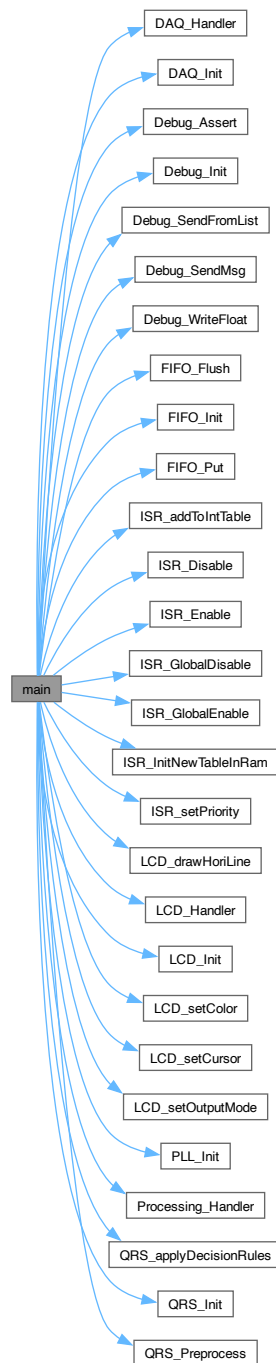 DAQ_Handler
DAQ_Init
Debug_Assert
Debug_Init
Debug_SendFromList
Debug_SendMsg
Debug_WriteFloat
FIFO_Flush
FIFO_Init
FIFO_Put
ISR_addToIntTable
ISR_Disable
ISR_Enable
ISR_GlobalDisable
main
ISR_GlobalEnable
ISR_InitNewTableInRam
ISR_setPriority
LCD_drawHoriLine
LCD_Handler
LCD_Init
LCD_setColor
LCD_setCursor
LCD_setOutputMode
PLL_Init
Processing_Handler
QRS_applyDecisionRules
QRS_Init
QRS_Preprocess